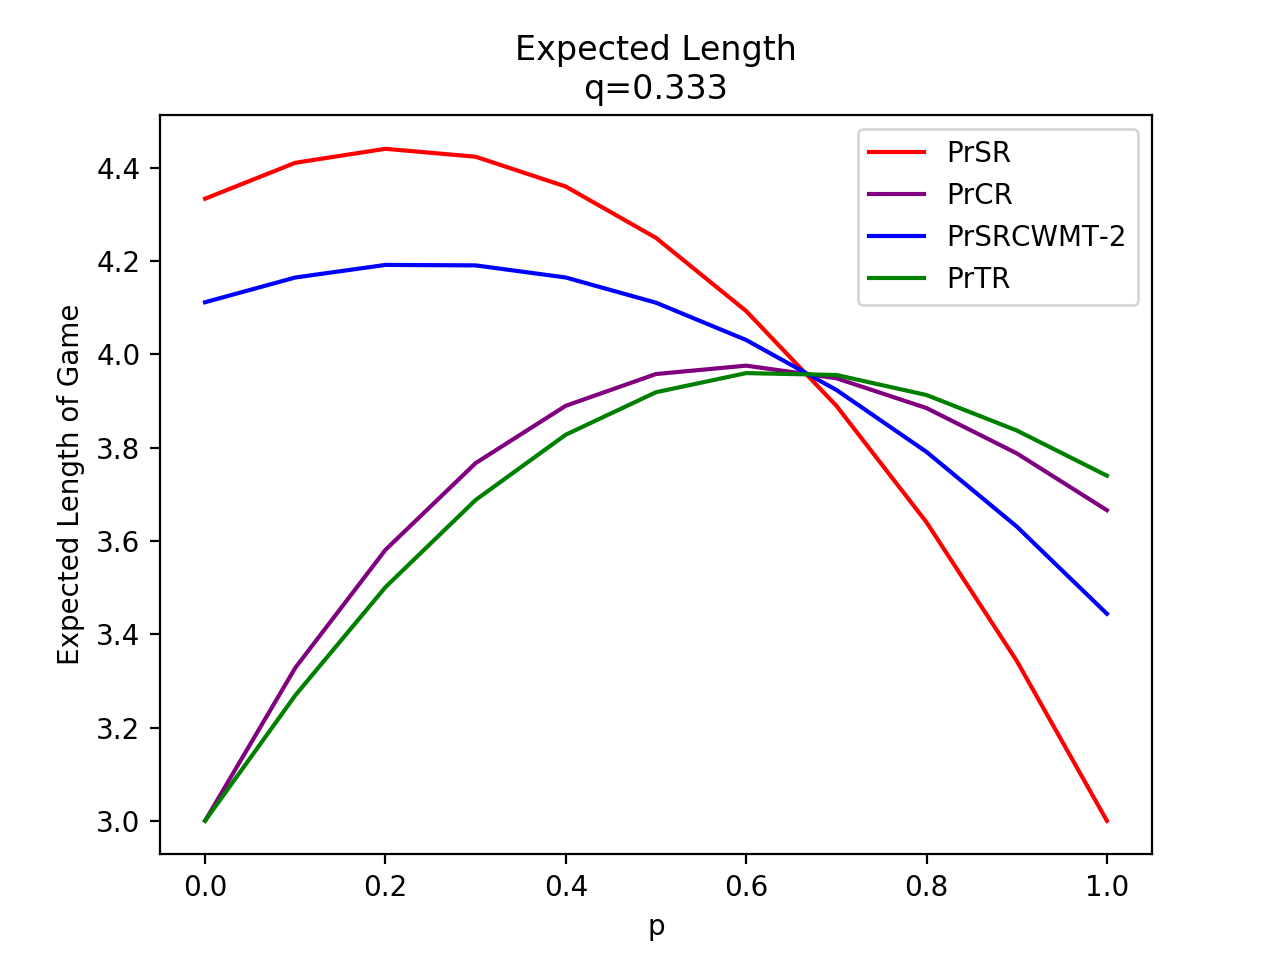 Expected Length
q=0.333
PrSR
PrCR
PrSRCWMT-2
PrTR
Expected Length of Game
4.4
4.2
4.0
3.8
3.6
3.4
3.2
3.0
0.0 0.2 0.4 0.6 0.8 1.0
p